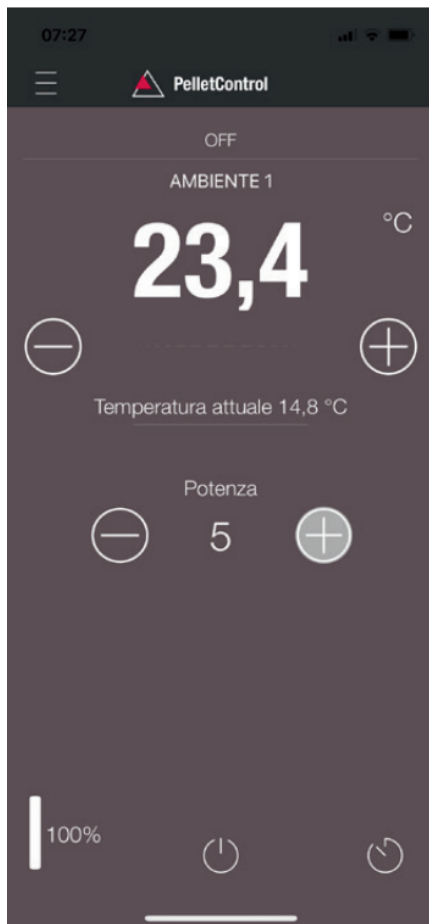 07:27
PelletControl
OFF
AMBIENTE 1
23,4 °C
Temperatura attuale 14,8 °C
Potenza
5
100%